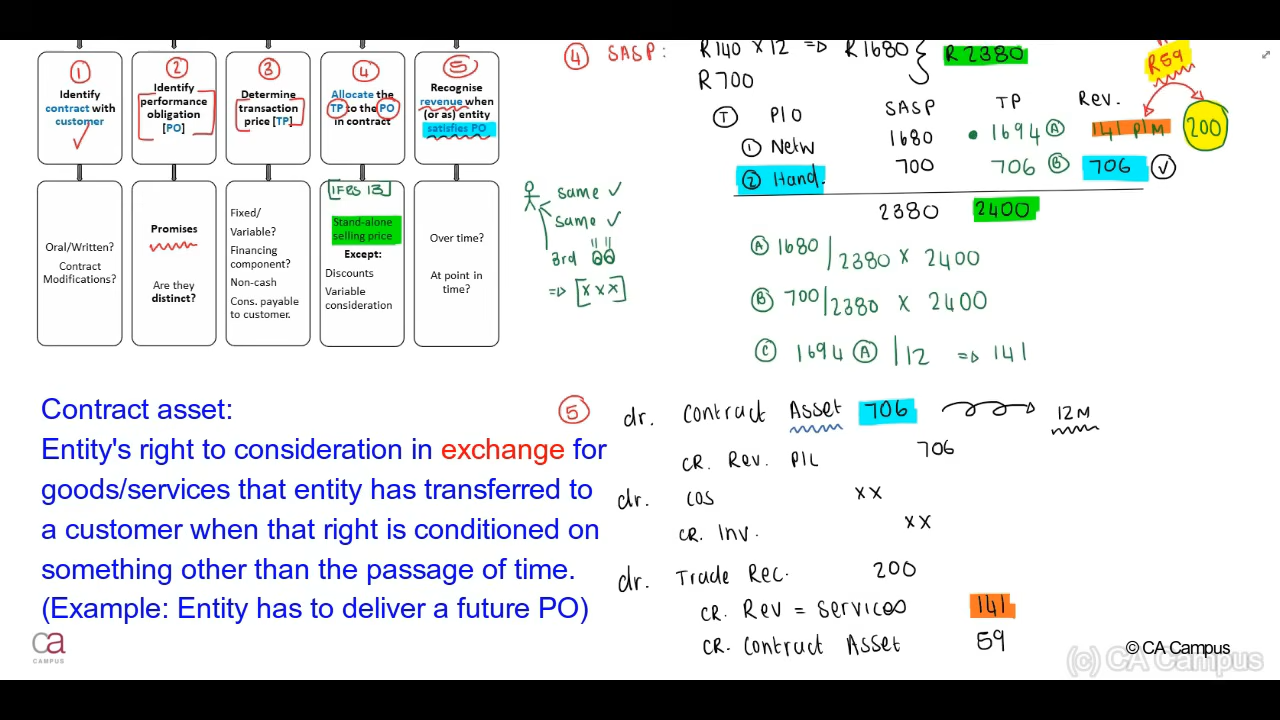 ① ② ③ ④ ⑤
Identify contract with customer
Identify performance obligation [PO]
Determine transaction price [TP]
Allocate the TP to the PO in contract
Recognise revenue when (or as) entity satisfies PO
Oral/Written?
Contract Modifications?
Promises
Are they distinct?
Fixed/
Variable?
Financing component?
Non-cash
Cons. payable to customer.
[IFRS 13]
Stand-alone selling price
Except:
Discounts
Variable consideration
Over time?
At point in time?
same ✓
same ✓
3rd
=> [x x x]
④ SASP: R140 x 12 => R1680 } R2380
R700
R59
Ⓣ P/O SASP TP Rev.
① Netw 1680 • 1694 Ⓐ 141 p/m 200
② Hand. 700 706 Ⓑ 706 ✓
2380 2400
Ⓐ 1680/2380 x 2400
Ⓑ 700/2380 x 2400
Ⓒ 1694 Ⓐ /12 => 141
Contract asset:
Entity's right to consideration in exchange for
goods/services that entity has transferred to
a customer when that right is conditioned on
something other than the passage of time.
(Example: Entity has to deliver a future PO)
⑤ dr. Contract Asset 706 12M
CR. Rev. P/L 706
dr. COS xx
CR. Inv. xx
dr. Trade Rec. 200
CR. Rev = services 141
CR. Contract Asset 59
ca
CAMPUS
© CA Campus
(c) CA Campus